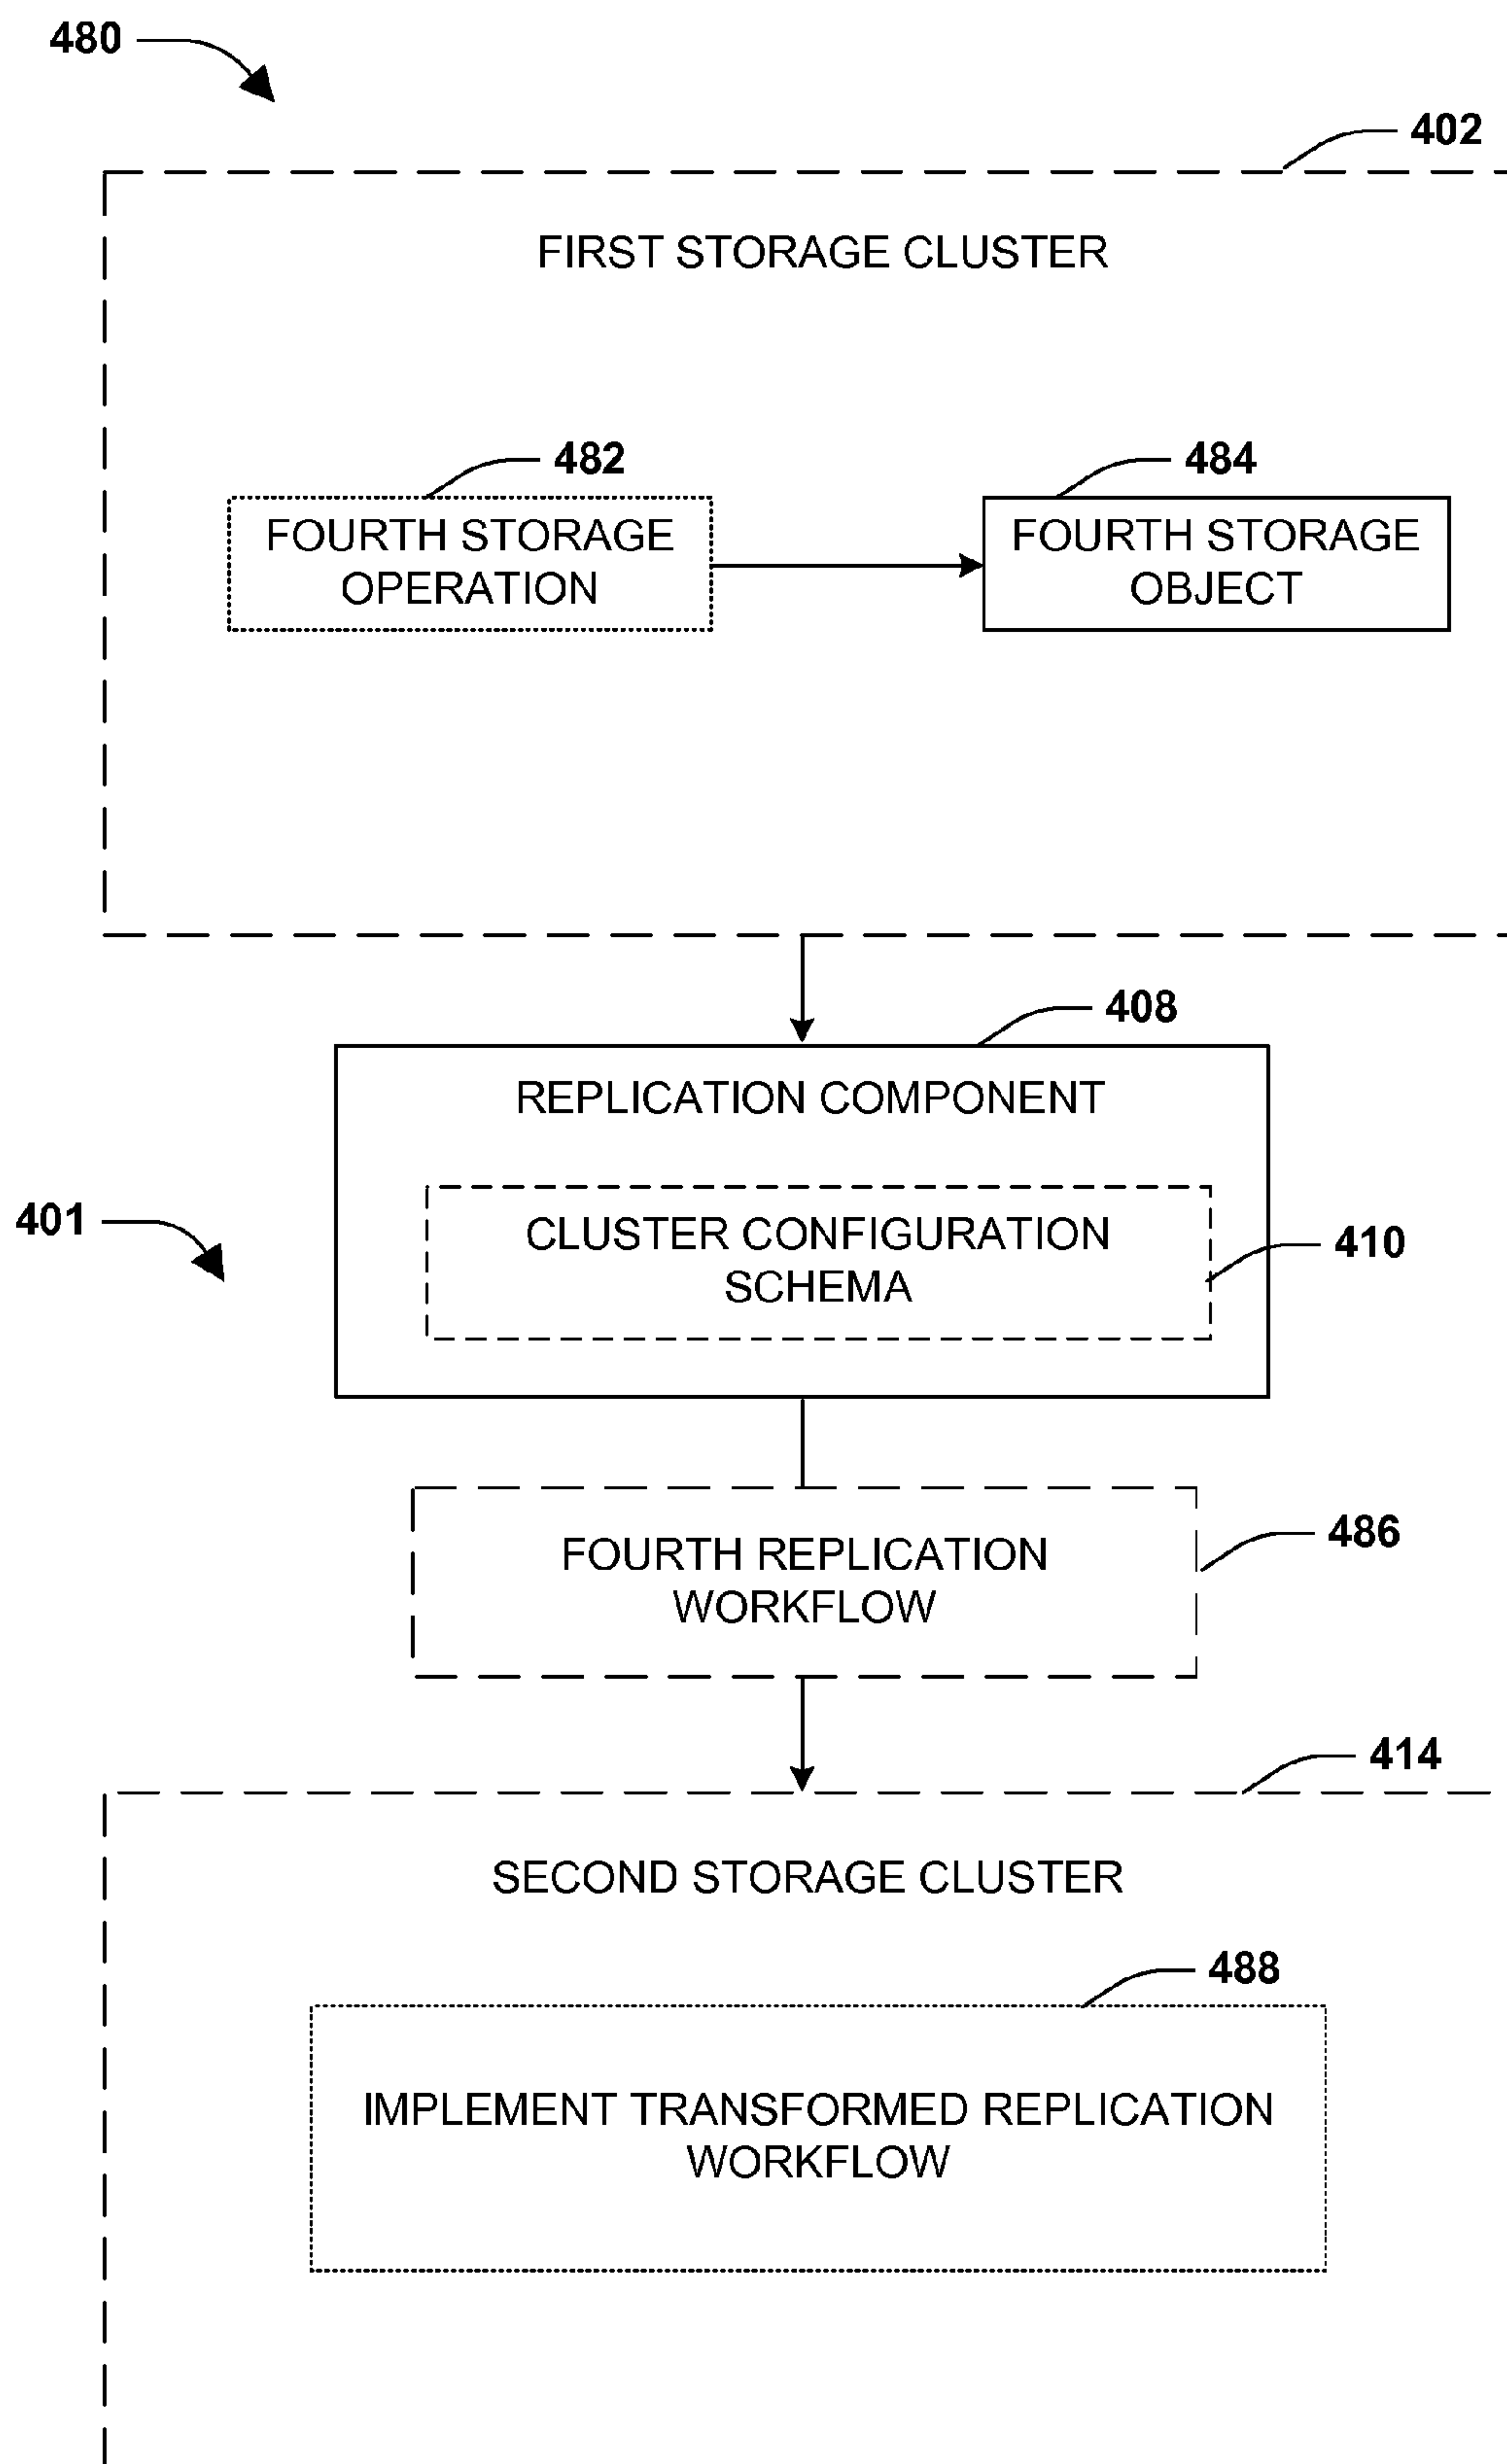 480
402
FIRST STORAGE CLUSTER
482
484
FOURTH STORAGE
OPERATION
FOURTH STORAGE
OBJECT
408
REPLICATION COMPONENT
401
CLUSTER CONFIGURATION
SCHEMA
410
486
FOURTH REPLICATION
WORKFLOW
414
SECOND STORAGE CLUSTER
488
IMPLEMENT TRANSFORMED REPLICATION
WORKFLOW